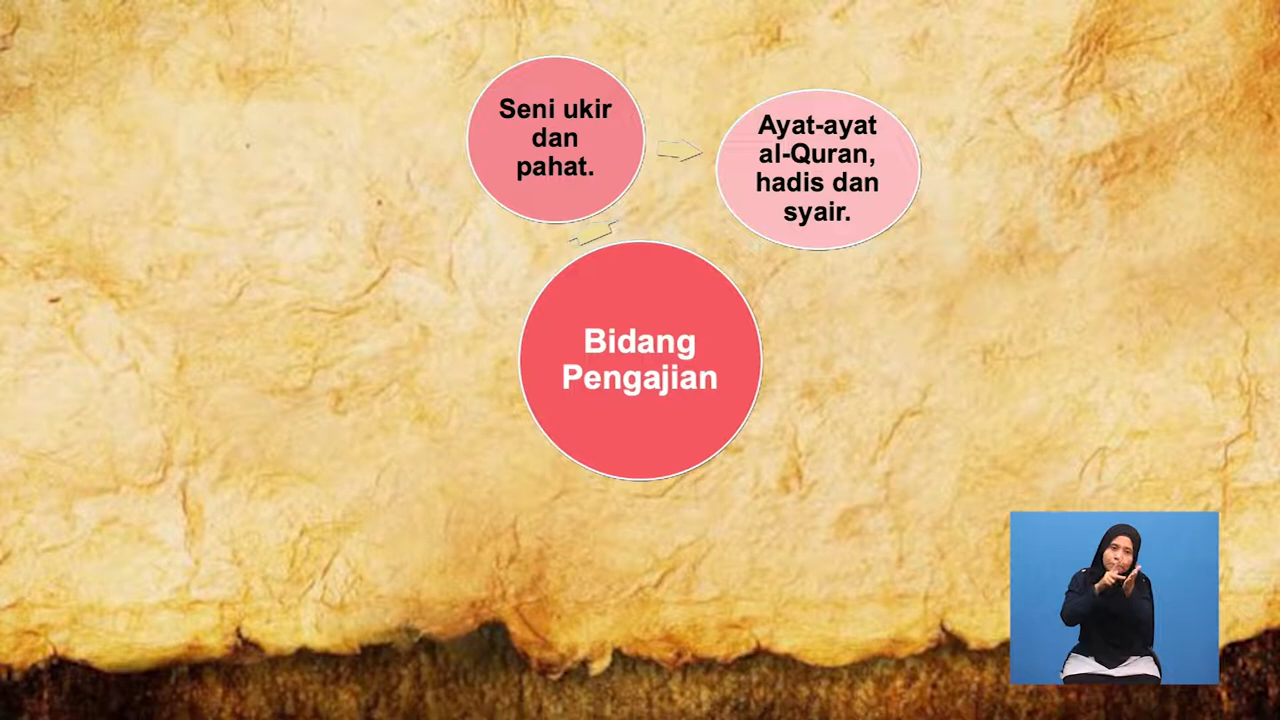 Seni ukir
dan
pahat.
Ayat-ayat
al-Quran,
hadis dan
syair.
Bidang
Pengajian